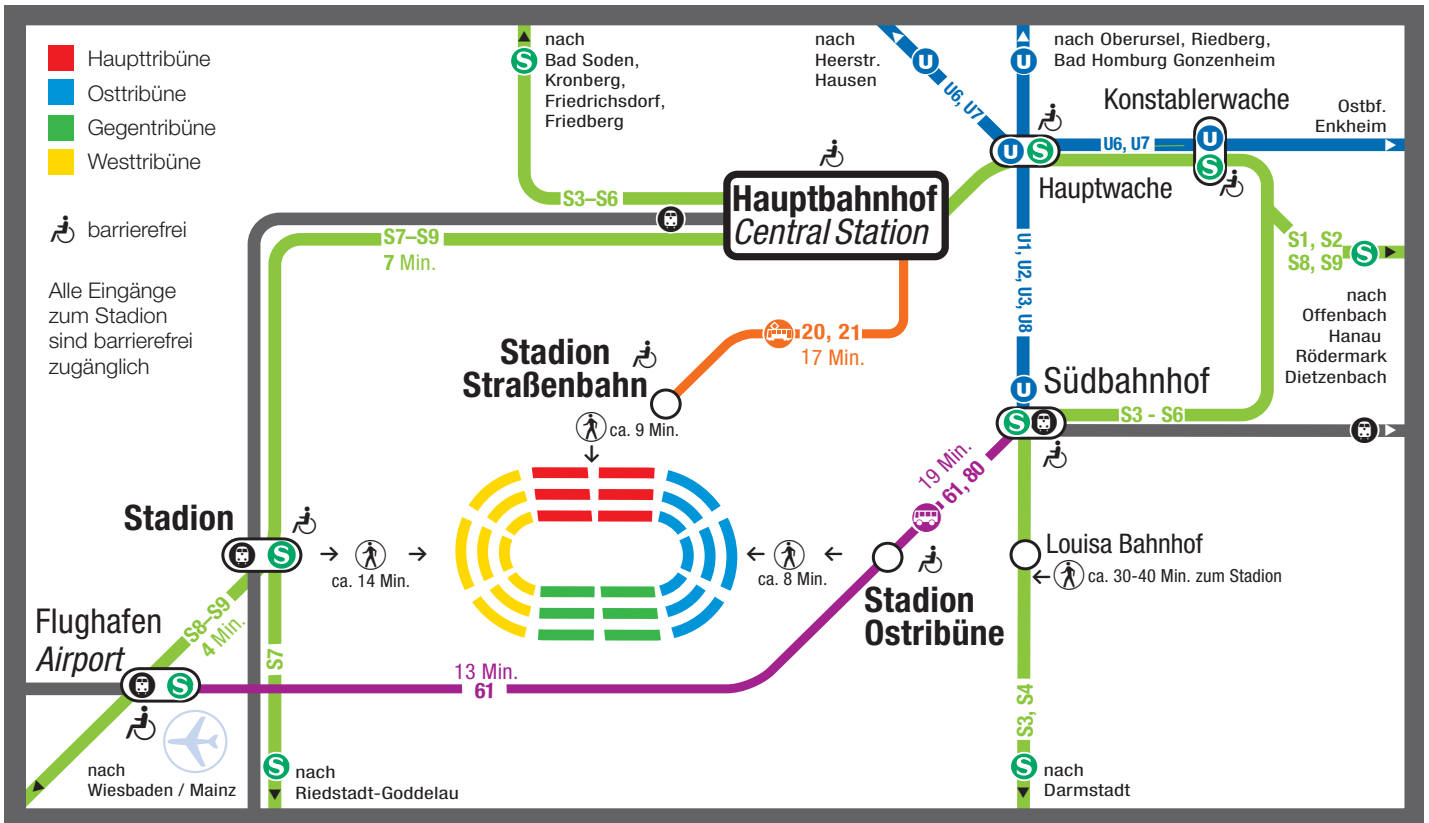 Haupttribüne
Osttribüne
Gegentribüne
Westtribüne
barrierefrei
Alle Eingänge
zum Stadion
sind barrierefrei
zugänglich
S
nach
Bad Soden,
Kronberg,
Friedrichsdorf,
Friedberg
S3–S6
S7–S9
7 Min.
Hauptbahnhof
Central Station
nach
Heerstr.
Hausen
U
U6, U7
U
nach Oberursel, Riedberg,
Bad Homburg Gonzenheim
U S
Hauptwache
U6, U7
Konstablerwache
U
S
Ostbf.
Enkheim
S1, S2
S8, S9
S
nach
Offenbach
Hanau
Rödermark
Dietzenbach
U1, U2, U3, U8
20, 21
17 Min.
Stadion
Straßenbahn
ca. 9 Min.
U
Südbahnhof
S
S3 - S6
19 Min.
61, 80
Stadion
S
ca. 14 Min.
ca. 8 Min.
Stadion
Ostribüne
Louisa Bahnhof
ca. 30-40 Min. zum Stadion
S8–S9
4 Min.
Flughafen
Airport
S
S7
13 Min.
61
S3, S4
nach
Wiesbaden / Mainz
S
nach
Riedstadt-Goddelau
S
nach
Darmstadt